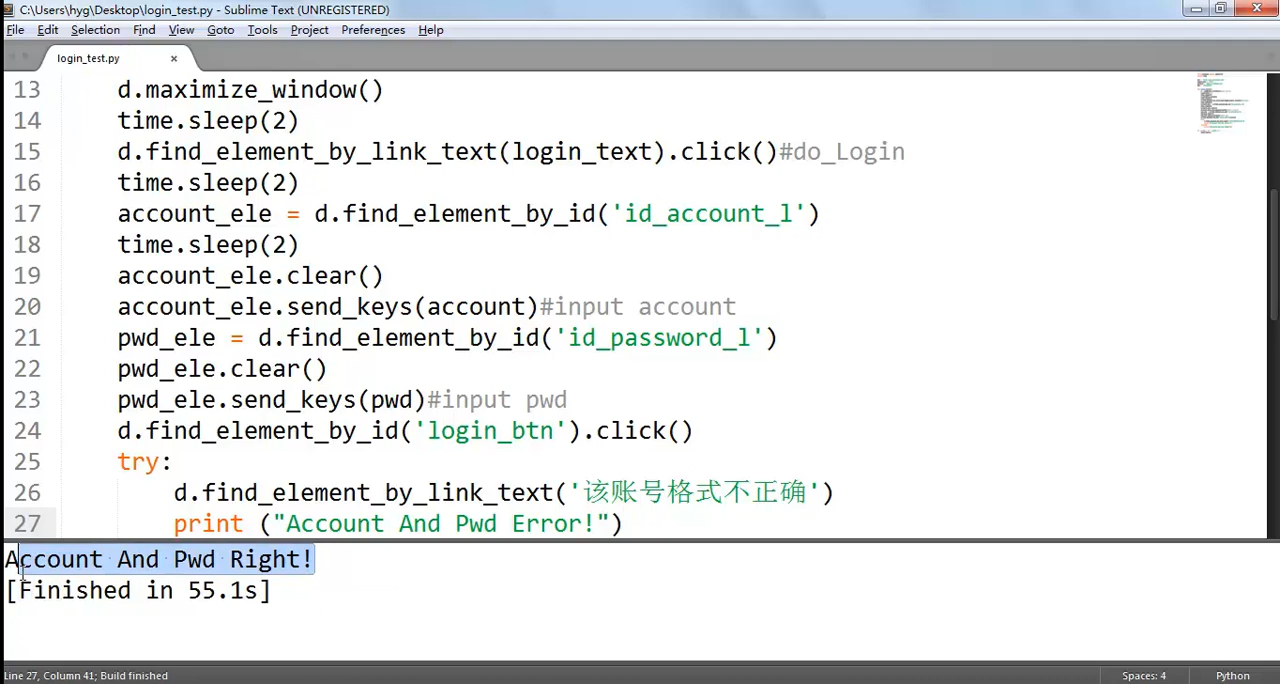 C:\Users\hyg\Desktop\login_test.py - Sublime Text (UNREGISTERED)
File Edit Selection Find View Goto Tools Project Preferences Help
login_test.py ×
13 d.maximize_window()
14 time.sleep(2)
15 d.find_element_by_link_text(login_text).click()#do_Login
16 time.sleep(2)
17 account_ele = d.find_element_by_id('id_account_l')
18 time.sleep(2)
19 account_ele.clear()
20 account_ele.send_keys(account)#input account
21 pwd_ele = d.find_element_by_id('id_password_l')
22 pwd_ele.clear()
23 pwd_ele.send_keys(pwd)#input pwd
24 d.find_element_by_id('login_btn').click()
25 try:
26 d.find_element_by_link_text('该账号格式不正确')
27 print ("Account And Pwd Error!")
Account And Pwd Right!
[Finished in 55.1s]
Line 27, Column 41; Build finished Spaces: 4 Python